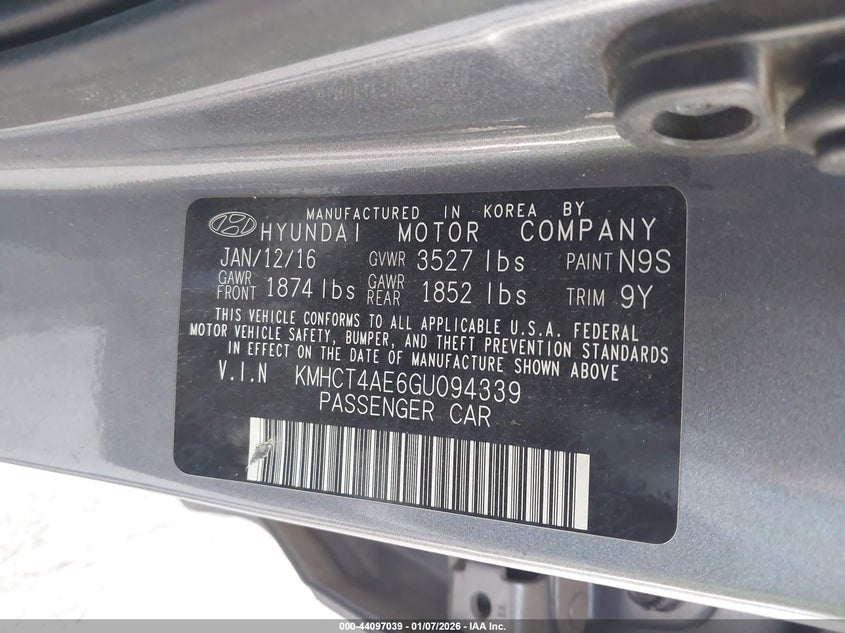 MANUFACTURED IN KOREA BY
HYUNDAI MOTOR COMPANY
JAN/12/16 GVWR 3527 lbs PAINT N9S
GAWR FRONT 1874 lbs GAWR REAR 1852 lbs TRIM 9Y
THIS VEHICLE CONFORMS TO ALL APPLICABLE U.S.A. FEDERAL
MOTOR VEHICLE SAFETY, BUMPER, AND THEFT PREVENTION STANDARDS
IN EFFECT ON THE DATE OF MANUFACTURE SHOWN ABOVE.
V.I.N KMHCT4AE6GU094339
PASSENGER CAR
000-44097039 - 01/07/2026 - IAA Inc.